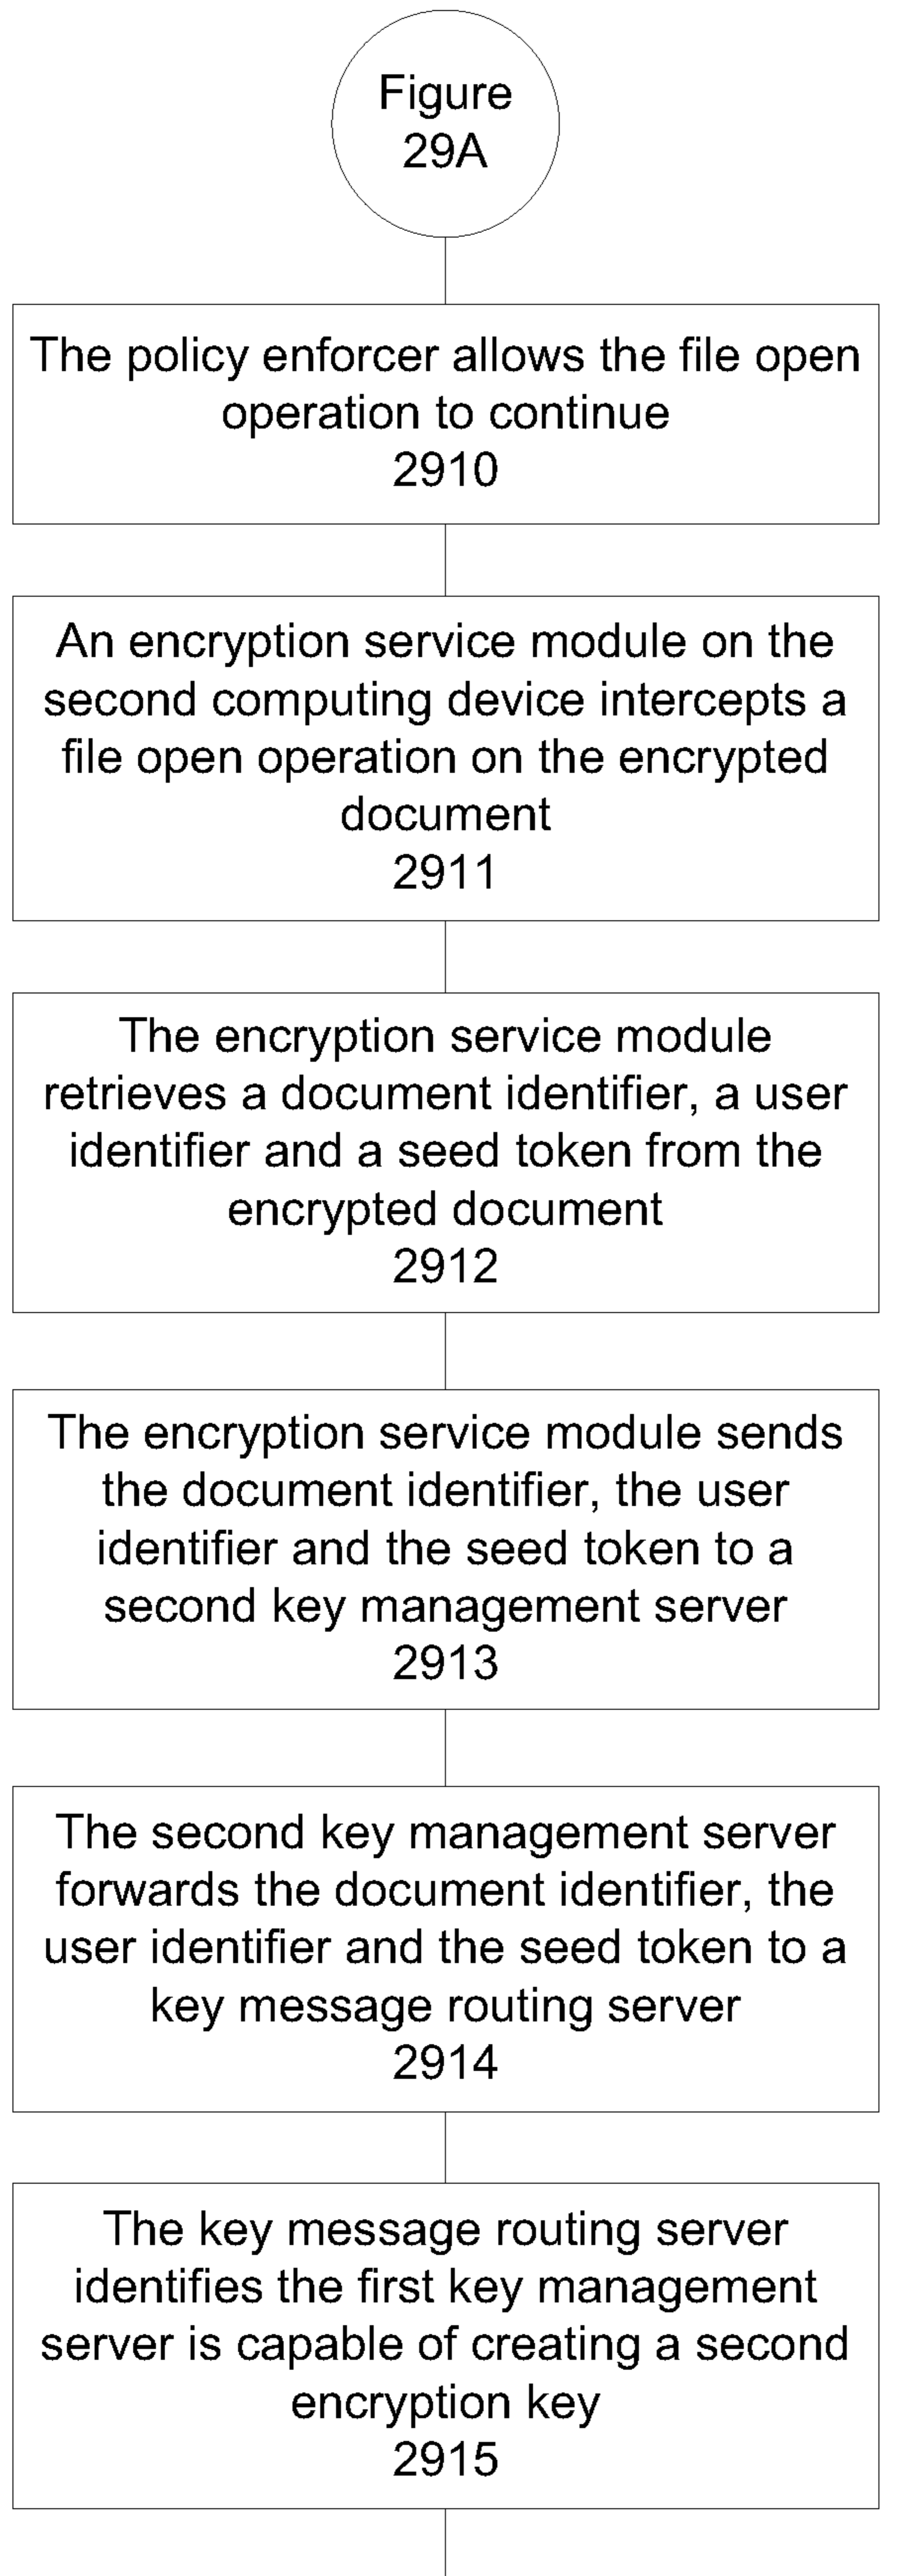 Figure
29A
The policy enforcer allows the file open
operation to continue
2910
An encryption service module on the
second computing device intercepts a
file open operation on the encrypted
document
2911
The encryption service module
retrieves a document identifier, a user
identifier and a seed token from the
encrypted document
2912
The encryption service module sends
the document identifier, the user
identifier and the seed token to a
second key management server
2913
The second key management server
forwards the document identifier, the
user identifier and the seed token to a
key message routing server
2914
The key message routing server
identifies the first key management
server is capable of creating a second
encryption key
2915